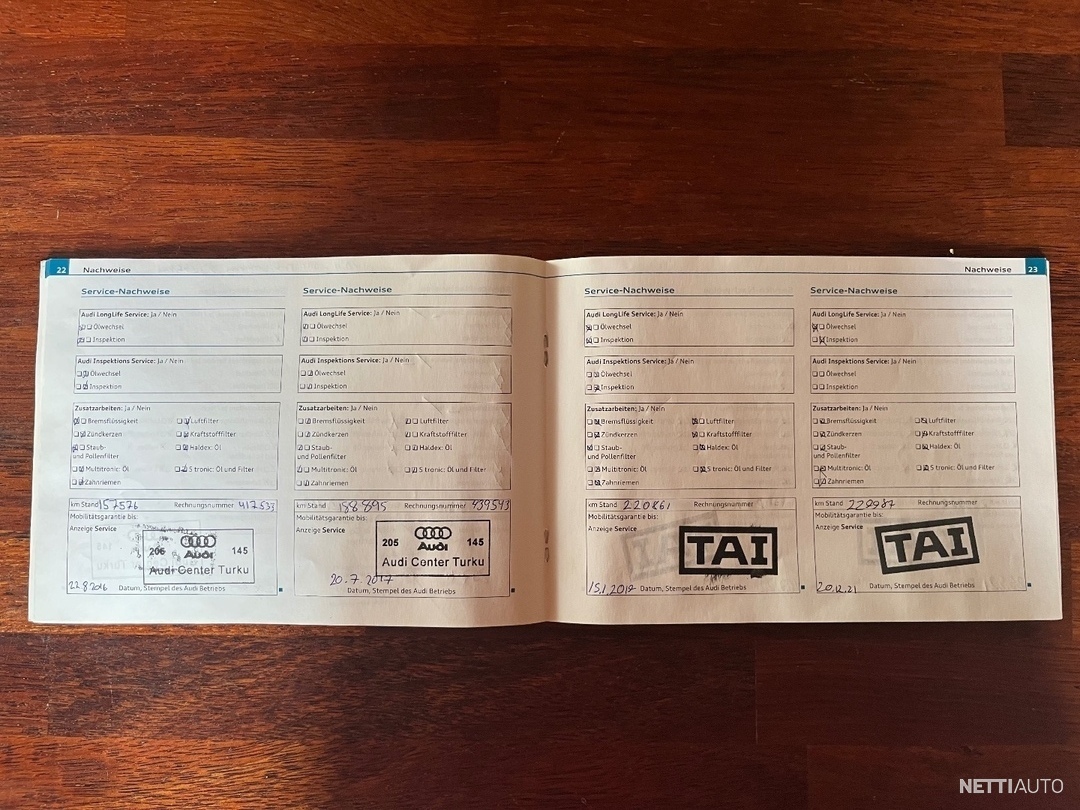 22 Nachweise
Service-Nachweise
Audi LongLife Service: Ja / Nein
Ölwechsel
Inspektion
Audi Inspektions Service: Ja / Nein
Ölwechsel
Inspektion
Zusatzarbeiten: Ja / Nein
Bremsflüssigkeit Luftfilter
Zündkerzen Kraftstofffilter
Staub- Haldex: Öl
und Pollenfilter
Multitronic: Öl S tronic: Öl und Filter
Zahnriemen
km Stand 157576 Rechnungsnummer 417533
Mobilitätsgarantie bis:
Anzeige Service
206 Audi 145
Audi Center Turku
22.8.2016
Datum, Stempel des Audi Betriebs
Service-Nachweise
Audi LongLife Service: Ja / Nein
Ölwechsel
Inspektion
Audi Inspektions Service: Ja / Nein
Ölwechsel
Inspektion
Zusatzarbeiten: Ja / Nein
Bremsflüssigkeit Luftfilter
Zündkerzen Kraftstofffilter
Staub- Haldex: Öl
und Pollenfilter
Multitronic: Öl S tronic: Öl und Filter
Zahnriemen
km Stand 188 895 Rechnungsnummer 439543
Mobilitätsgarantie bis:
Anzeige Service
205 Audi 145
Audi Center Turku
20.7.2017
Datum, Stempel des Audi Betriebs
Nachweise 23
Service-Nachweise
Audi LongLife Service: Ja / Nein
Ölwechsel
Inspektion
Audi Inspektions Service: Ja / Nein
Ölwechsel
Inspektion
Zusatzarbeiten: Ja / Nein
Bremsflüssigkeit Luftfilter
Zündkerzen Kraftstofffilter
Staub- Haldex: Öl
und Pollenfilter
Multitronic: Öl S tronic: Öl und Filter
Zahnriemen
km Stand Rechnungsnummer
Mobilitätsgarantie bis:
Anzeige Service
TAI
Datum, Stempel des Audi Betriebs
Service-Nachweise
Audi LongLife Service: Ja / Nein
Ölwechsel
Inspektion
Audi Inspektions Service: Ja / Nein
Ölwechsel
Inspektion
Zusatzarbeiten: Ja / Nein
Bremsflüssigkeit Luftfilter
Zündkerzen Kraftstofffilter
Staub- Haldex: Öl
und Pollenfilter
Multitronic: Öl S tronic: Öl und Filter
Zahnriemen
km Stand 229987 Rechnungsnummer
Mobilitätsgarantie bis:
Anzeige Service
TAI
20.12.21
Datum, Stempel des Audi Betriebs
NETTIAUTO